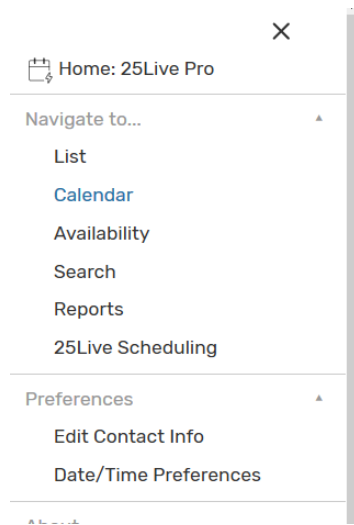 Home: 25Live Pro
Navigate to...
List
Calendar
Availability
Search
Reports
25Live Scheduling
Preferences
Edit Contact Info
Date/Time Preferences
About